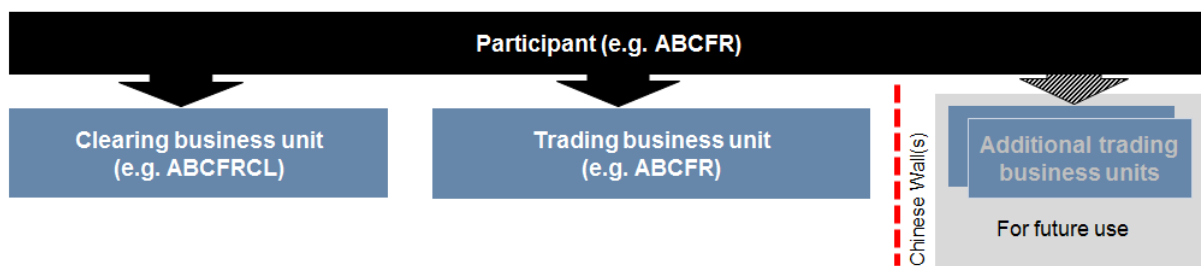 Participant (e.g. ABCFR)
Clearing business unit
(e.g. ABCFRCL)
Trading business unit
(e.g. ABCFR)
Chinese Wall(s)
Additional trading
business units
For future use